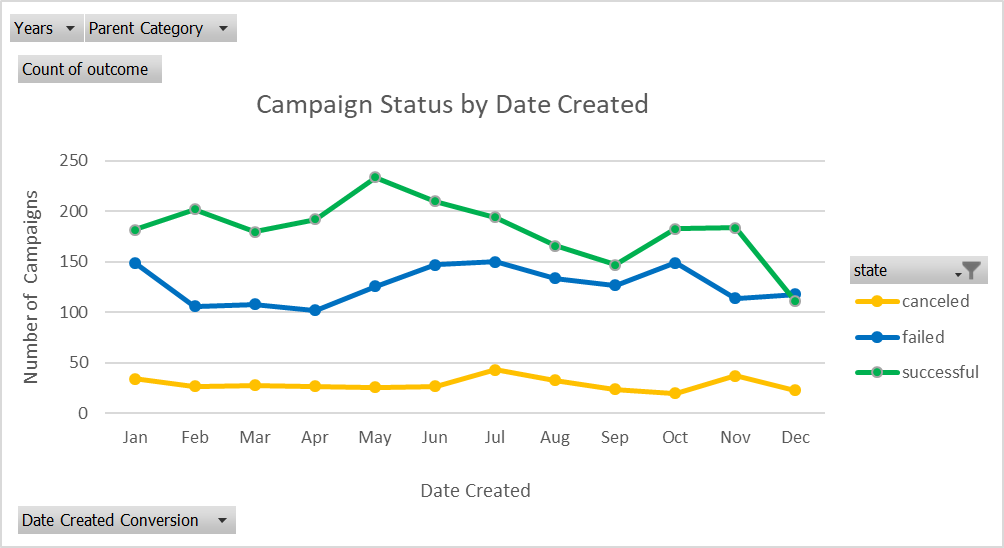 Years Parent Category
Count of outcome
Campaign Status by Date Created
Number of Campaigns
250
200
150
100
50
0
Jan Feb Mar Apr May Jun Jul Aug Sep Oct Nov Dec
Date Created
state
canceled
failed
successful
Date Created Conversion